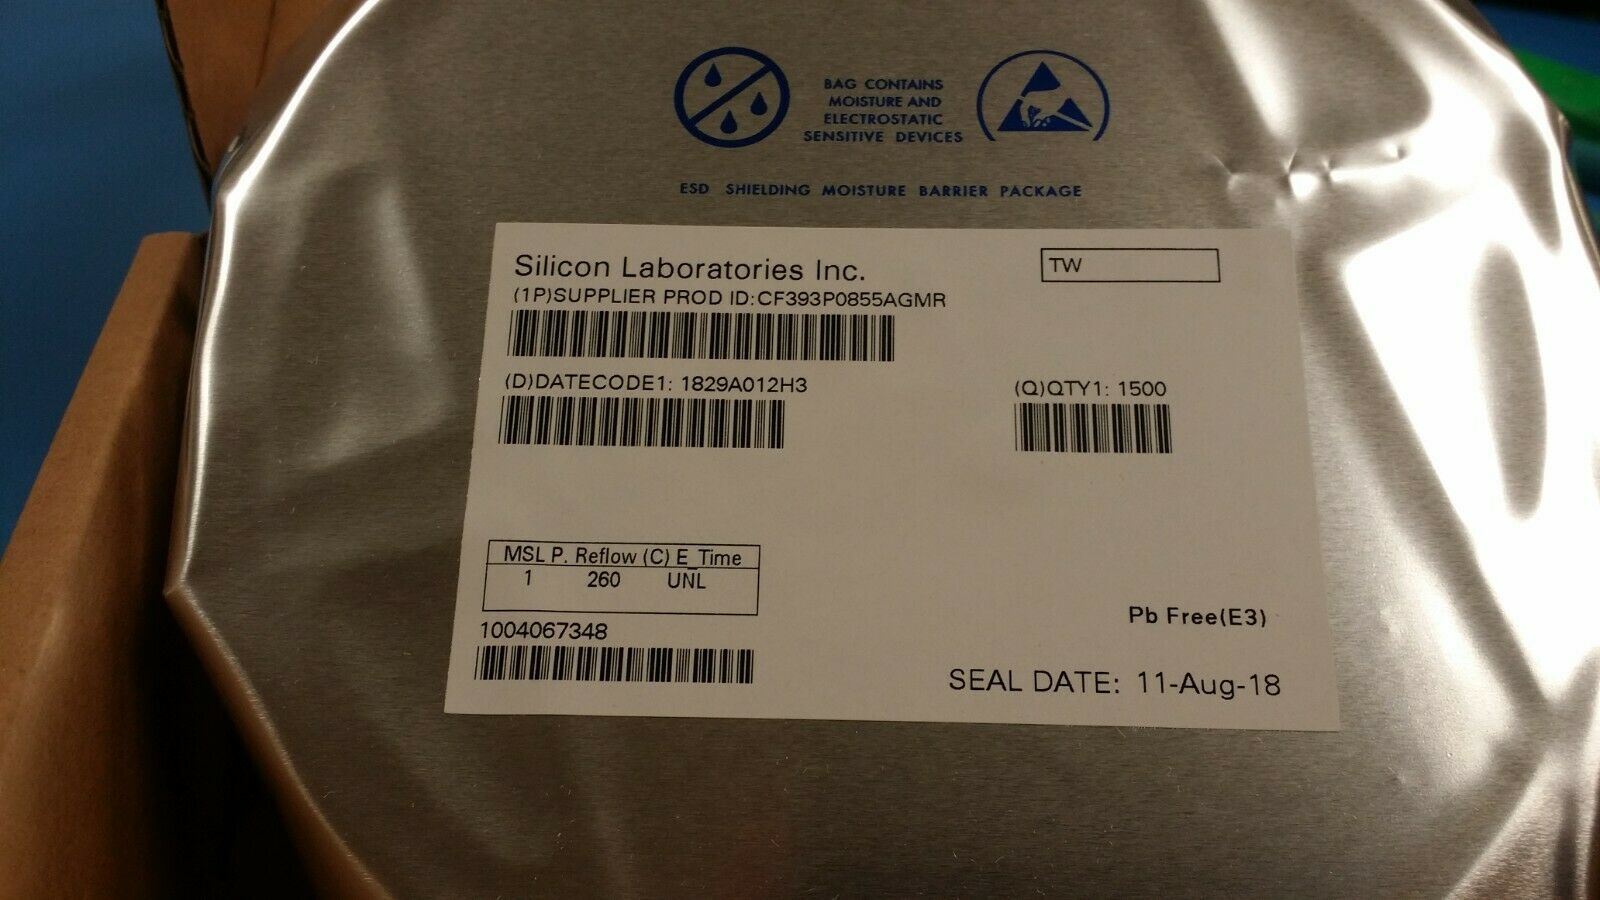 BAG CONTAINS
MOISTURE AND
ELECTROSTATIC
SENSITIVE DEVICES
ESD SHIELDING MOISTURE BARRIER PACKAGE
Silicon Laboratories Inc.
TW
(1P)SUPPLIER PROD ID:CF393P0855AGMR
(D)DATECODE1: 1829A012H3
(Q)QTY1: 1500
MSL P. Reflow (C) E_Time
1 260 UNL
Pb Free(E3)
1004067348
SEAL DATE: 11-Aug-18